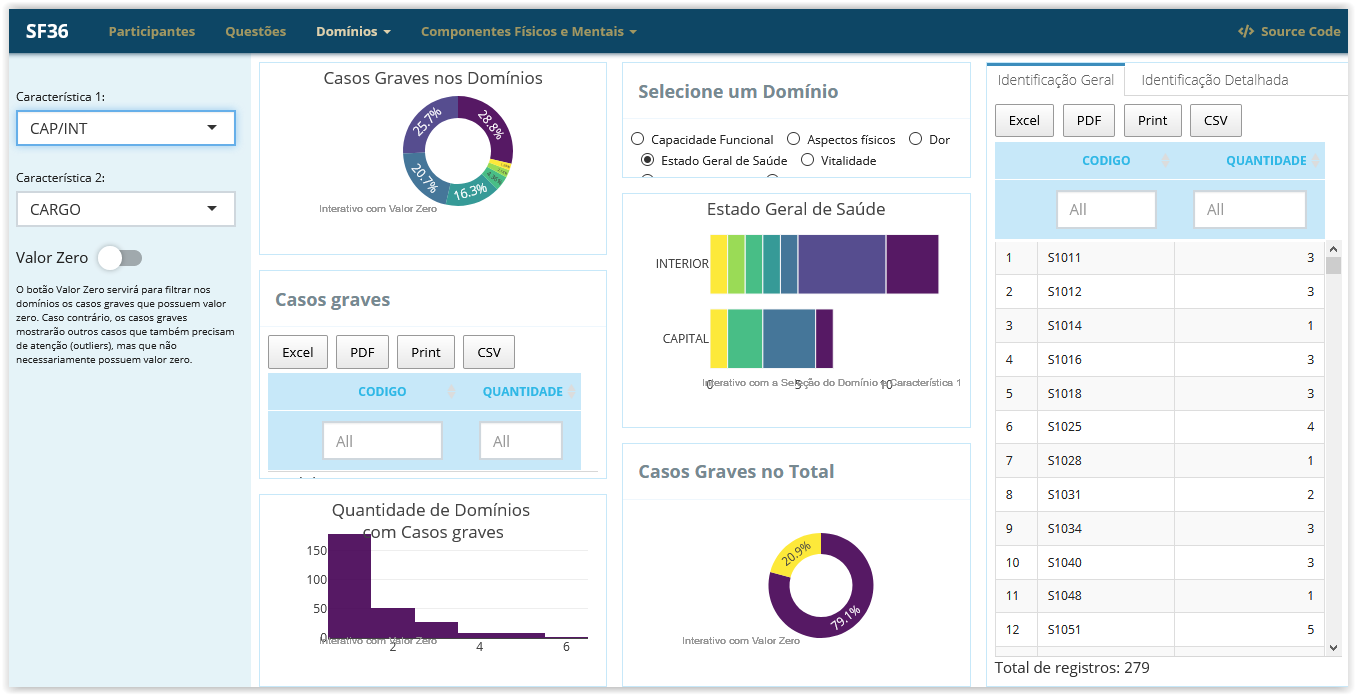 SF36
Participantes
Questões
Domínios
Componentes Físicos e Mentais
</> Source Code
Característica 1:
CAP/INT
Característica 2:
CARGO
Valor Zero
O botão Valor Zero servirá para filtrar nos
domínios os casos graves que possuem valor
zero. Caso contrário, os casos graves
mostrarão outros casos que também precisam
de atenção (outliers), mas que não
necessariamente possuem valor zero.
Casos Graves nos Domínios
25.7%
28.8%
20.7%
16.3%
Interativo com Valor Zero
Casos graves
Excel PDF Print CSV
CODIGO QUANTIDADE
All All
Quantidade de Domínios
com Casos graves
150
100
50
0
Interativo com Valor Zero
2 4 6
Selecione um Domínio
Capacidade Funcional Aspectos físicos Dor
Estado Geral de Saúde Vitalidade
Estado Geral de Saúde
INTERIOR
CAPITAL
0 5 10
Interativo com a Seleção do Domínio e Característica 1
Casos Graves no Total
20.9%
79.1%
Interativo com Valor Zero
Identificação Geral Identificação Detalhada
Excel PDF Print CSV
CODIGO QUANTIDADE
All All
1 S1011 3
2 S1012 3
3 S1014 1
4 S1016 3
5 S1018 3
6 S1025 4
7 S1028 1
8 S1031 2
9 S1034 3
10 S1040 3
11 S1048 1
12 S1051 5
Total de registros: 279